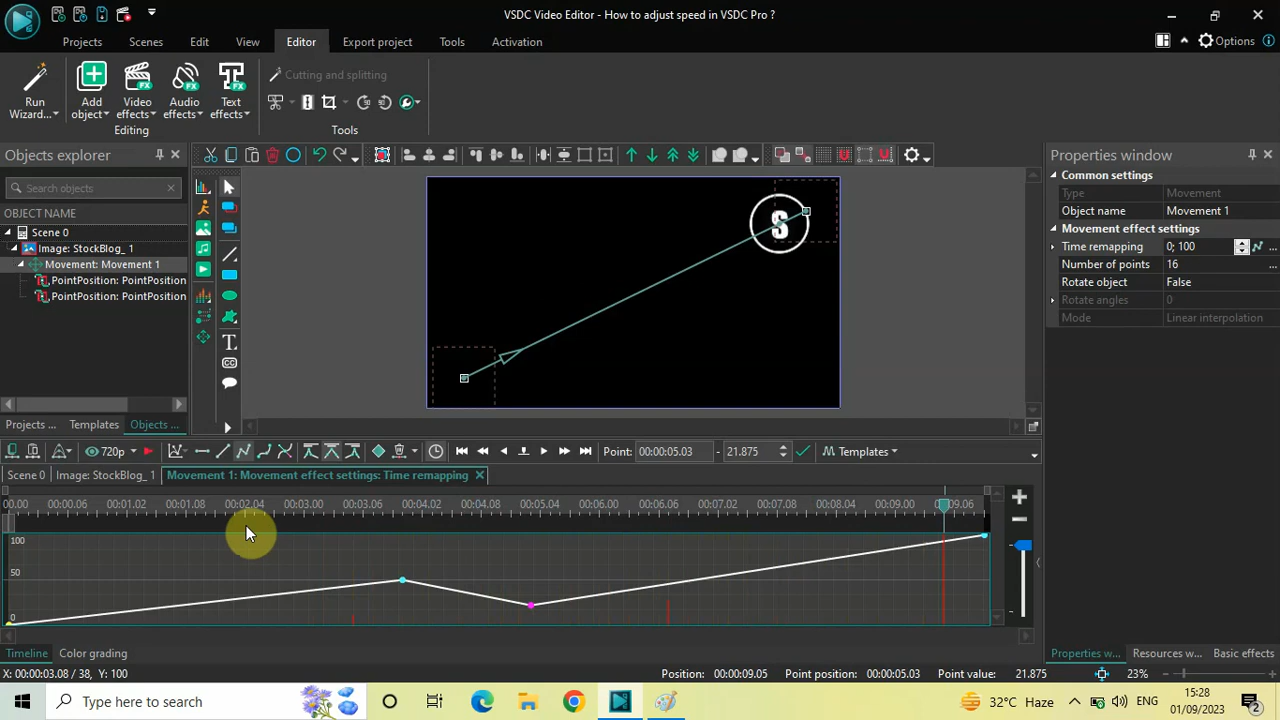 VSDC Video Editor - How to adjust speed in VSDC Pro ?
Projects Scenes Edit View Editor Export project Tools Activation Options
Run Wizard... Add object Video effects Audio effects Text effects
Cutting and splitting
Editing Tools
Objects explorer
Search objects
OBJECT NAME
Scene 0
Image: StockBlog_1
Movement: Movement 1
PointPosition: PointPosition
PointPosition: PointPosition
Projects ... Templates Objects ...
S
Properties window
Common settings
Type Movement
Object name Movement 1
Movement effect settings
Time remapping 0; 100
Number of points 16
Rotate object False
Rotate angles 0
Mode Linear interpolation
720p Point: 00:00:05.03 - 21.875 Templates
Scene 0 Image: StockBlog_1 Movement 1: Movement effect settings: Time remapping
00.00 00:00.06 00:01.02 00:01.08 00:02.04 00:03.00 00:03.06 00:04.02 00:05.04 00:06.00 00:06.06 00:07.02 00:08.04 00:09.00 09.06
100
50
0
Timeline Color grading
Properties w... Resources w... Basic effects
X: 00:00:03.08 / 38, Y: 100 Position: 00:00:09.05 Point position: 00:00:05.03 Point value: 21.875 23%
Type here to search 32°C Haze ENG 15:28
01/09/2023 2